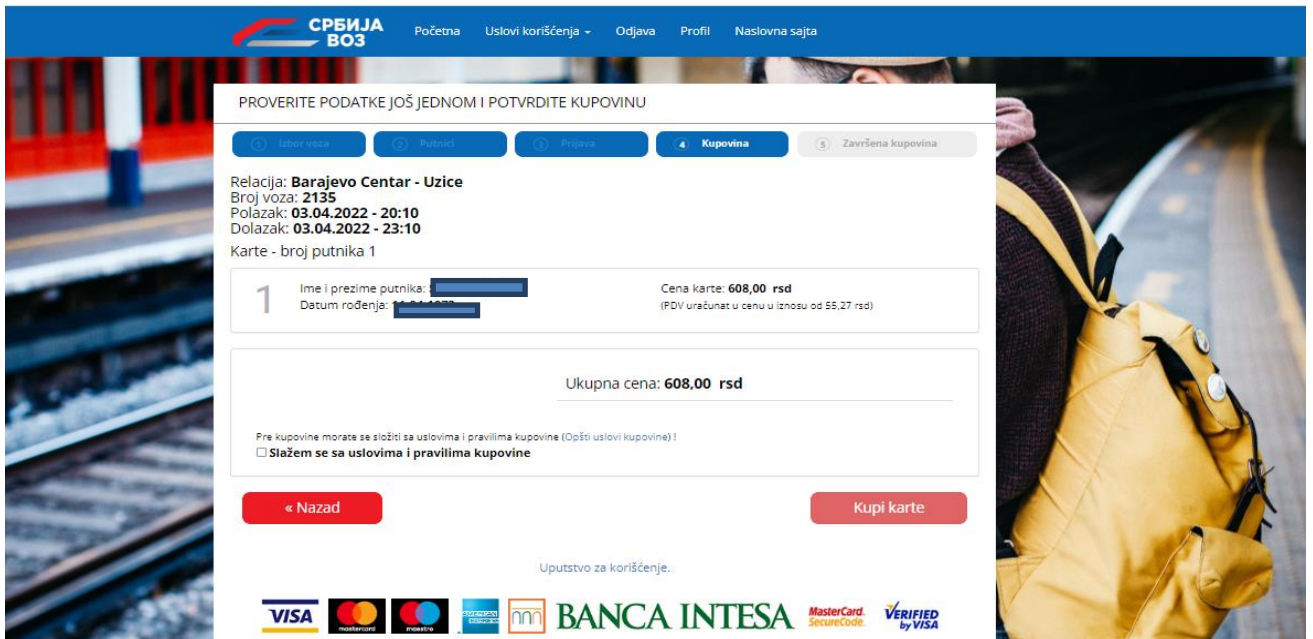 СРБИЈА
ВОЗ
Početna Uslovi korišćenja Odjava Profil Naslovna sajta
PROVERITE PODATKE JOŠ JEDNOM I POTVRDITE KUPOVINU
1 Izbor voza 2 Putnici 3 Prijava 4 Kupovina 5 Završena kupovina
Relacija: Barajevo Centar - Uzice
Broj voza: 2135
Polazak: 03.04.2022 - 20:10
Dolazak: 03.04.2022 - 23:10
Karte - broj putnika 1
1
Ime i prezime putnika: Cena karte: 608,00 rsd
Datum rođenja: (PDV uračunat u cenu u iznosu od 55,27 rsd)
Ukupna cena: 608,00 rsd
Pre kupovine morate se složiti sa uslovima i pravilima kupovine (Opšti uslovi kupovine) !
Slažem se sa uslovima i pravilima kupovine
« Nazad Kupi karte
Uputstvo za korišćenje.
VISA mastercard maestro AMERICAN EXPRESS BANCA INTESA MasterCard. SecureCode. VERIFIED by VISA